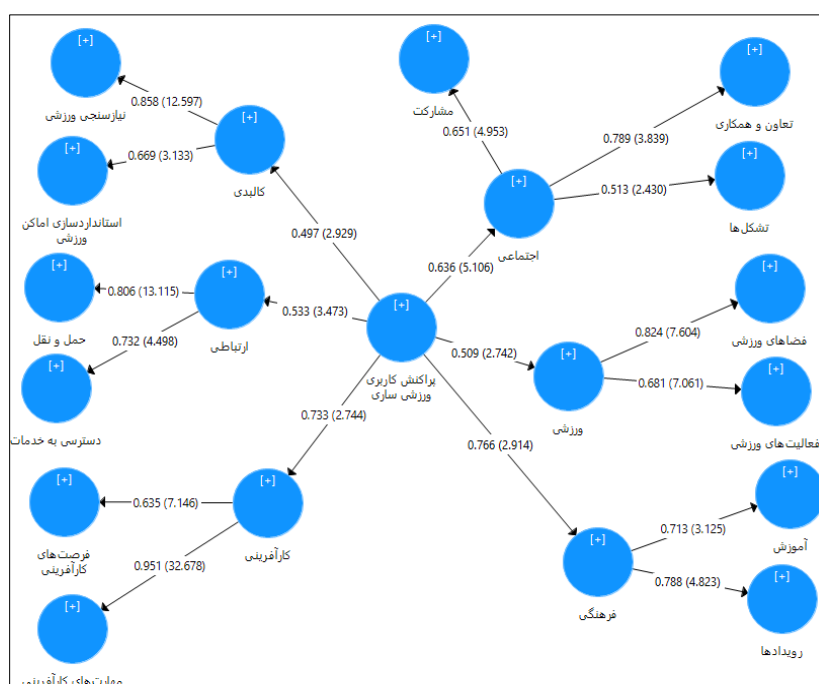 [+]
نیازسنجی ورزشی
[+]
استانداردسازی اماکن
ورزشی
[+]
حمل و نقل
[+]
دسترسی به خدمات
[+]
فرصت‌های
کارآفرینی
[+]
مهارت‌های کارآفرینی
0.858 (12.597)
0.669 (3.133)
[+]
کالبدی
0.497 (2.929)
0.806 (13.115)
0.732 (4.498)
[+]
ارتباطی
0.533 (3.473)
0.635 (7.146)
0.951 (32.678)
[+]
کارآفرینی
0.733 (2.744)
[+]
پراکنش کاربری
ورزشی ساری
[+]
مشارکت
0.651 (4.953)
0.789 (3.839)
0.513 (2.430)
[+]
اجتماعی
0.636 (5.106)
[+]
تعاون و همکاری
[+]
تشکل‌ها
0.509 (2.742)
[+]
ورزشی
0.824 (7.604)
0.681 (7.061)
[+]
فضاهای ورزشی
[+]
فعالیت‌های ورزشی
0.766 (2.914)
[+]
فرهنگی
0.713 (3.125)
0.788 (4.823)
[+]
آموزش
[+]
رویدادها